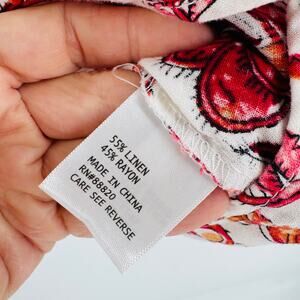 55% LINEN
45% RAYON
MADE IN CHINA
RN#88820
CARE SEE REVERSE